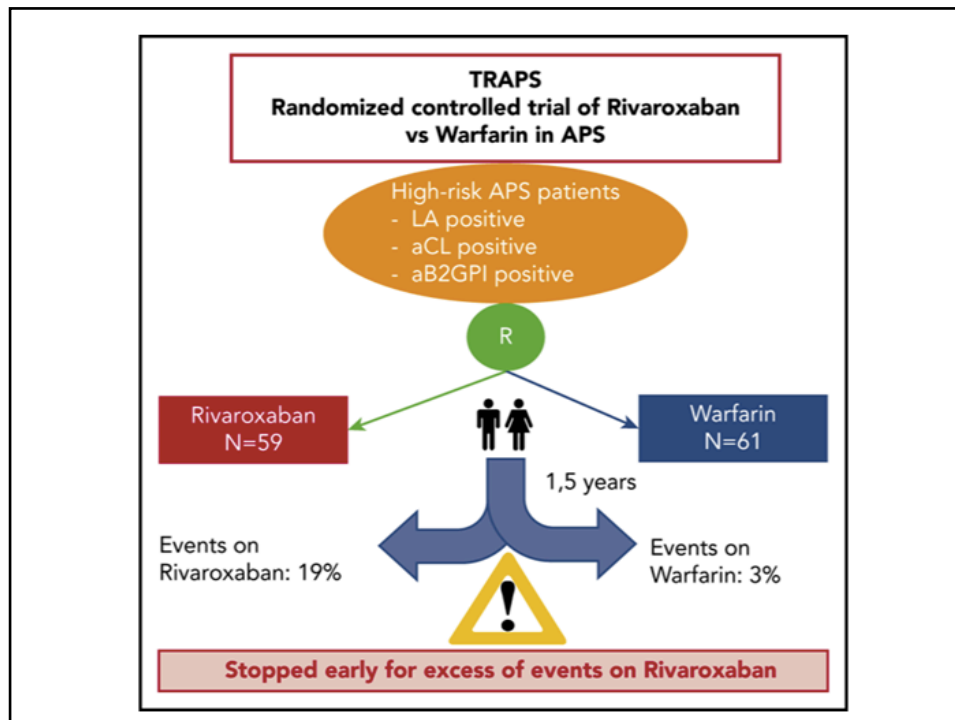 TRAPS
Randomized controlled trial of Rivaroxaban
vs Warfarin in APS
High-risk APS patients
- LA positive
- aCL positive
- aB2GPI positive
R
Rivaroxaban
N=59
Warfarin
N=61
1,5 years
Events on
Rivaroxaban: 19%
Events on
Warfarin: 3%
!
Stopped early for excess of events on Rivaroxaban